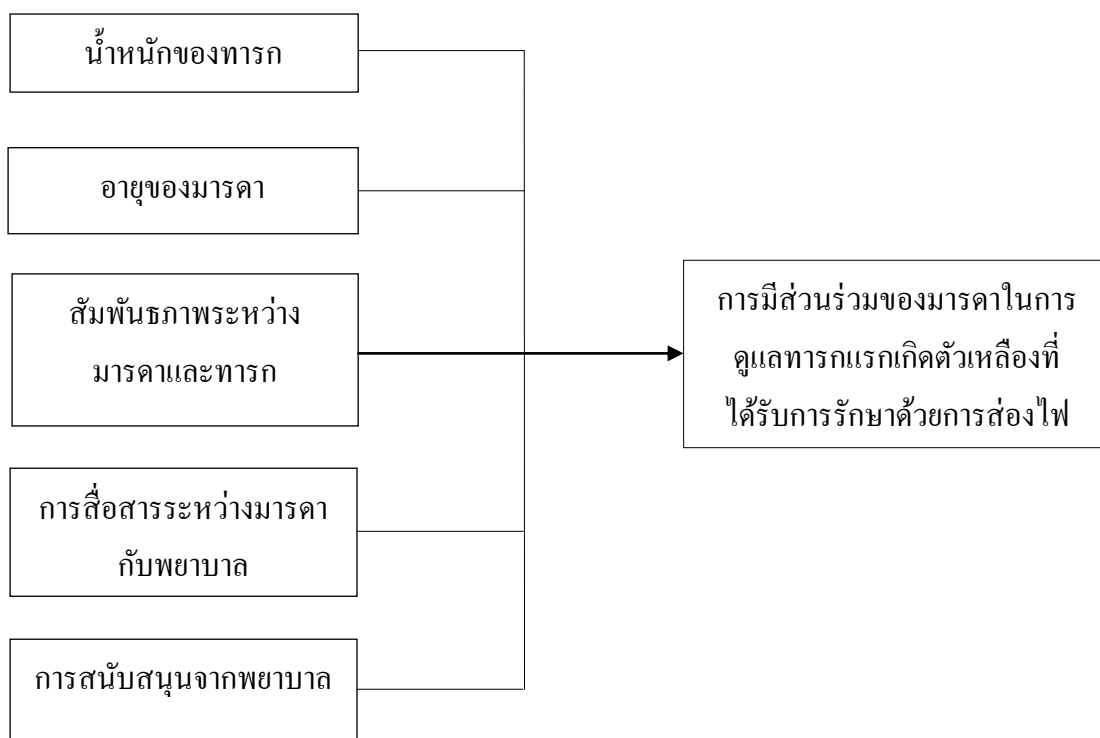 น้ำหนักของทารก
อายุของมารดา
สัมพันธภาพระหว่าง
มารดาและทารก
การสื่อสารระหว่างมารดา
กับพยาบาล
การสนับสนุนจากพยาบาล
การมีส่วนร่วมของมารดาในการ
ดูแลทารกแรกเกิดตัวเหลืองที่
ได้รับการรักษาด้วยการส่องไฟ